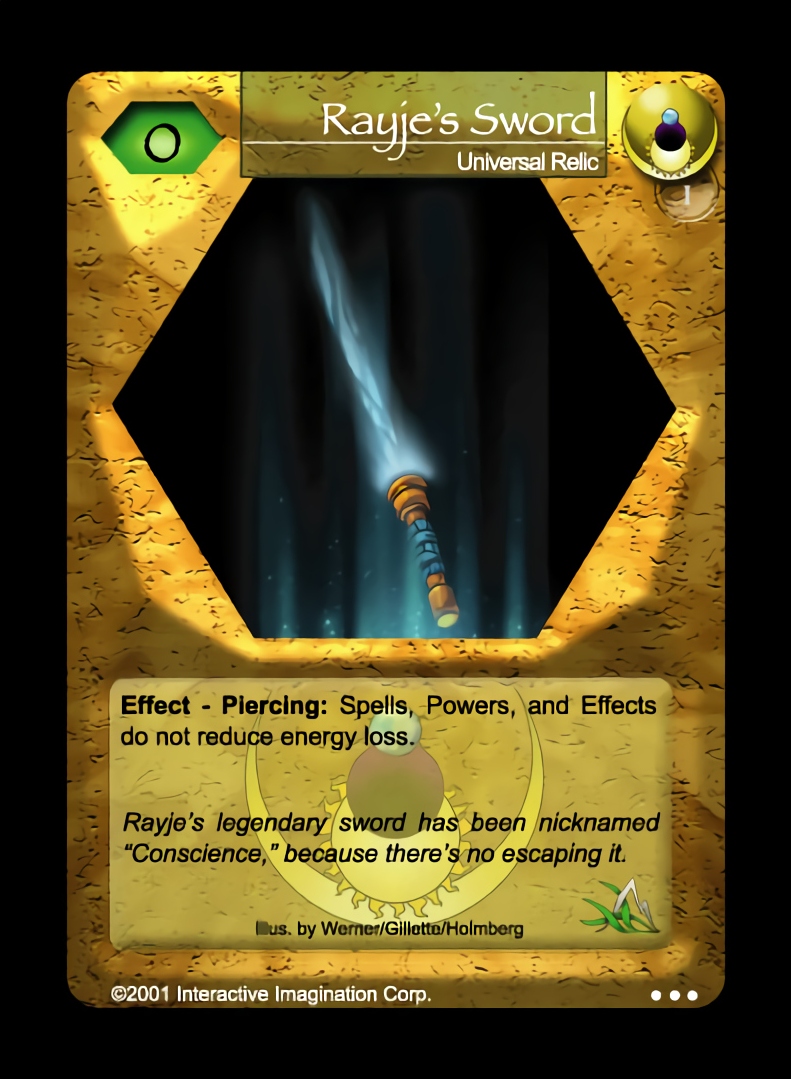 0
Rayje's Sword
Universal Relic
1
Effect - Piercing: Spells, Powers, and Effects
do not reduce energy loss.
Rayje's legendary sword has been nicknamed
“Conscience,” because there's no escaping it.
Illus. by Werner/Gillette/Holmberg
©2001 Interactive Imagination Corp.